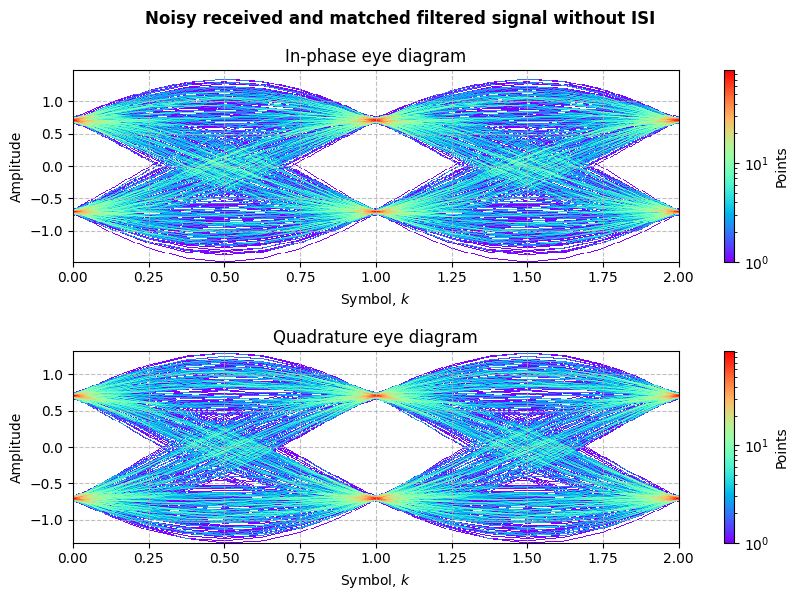 Noisy received and matched filtered signal without ISI
In-phase eye diagram
Amplitude
1.0
0.5
0.0
−0.5
−1.0
0.00 0.25 0.50 0.75 1.00 1.25 1.50 1.75 2.00
Symbol, k
10¹
10⁰
Points
Quadrature eye diagram
Amplitude
1.0
0.5
0.0
−0.5
−1.0
0.00 0.25 0.50 0.75 1.00 1.25 1.50 1.75 2.00
Symbol, k
10¹
10⁰
Points